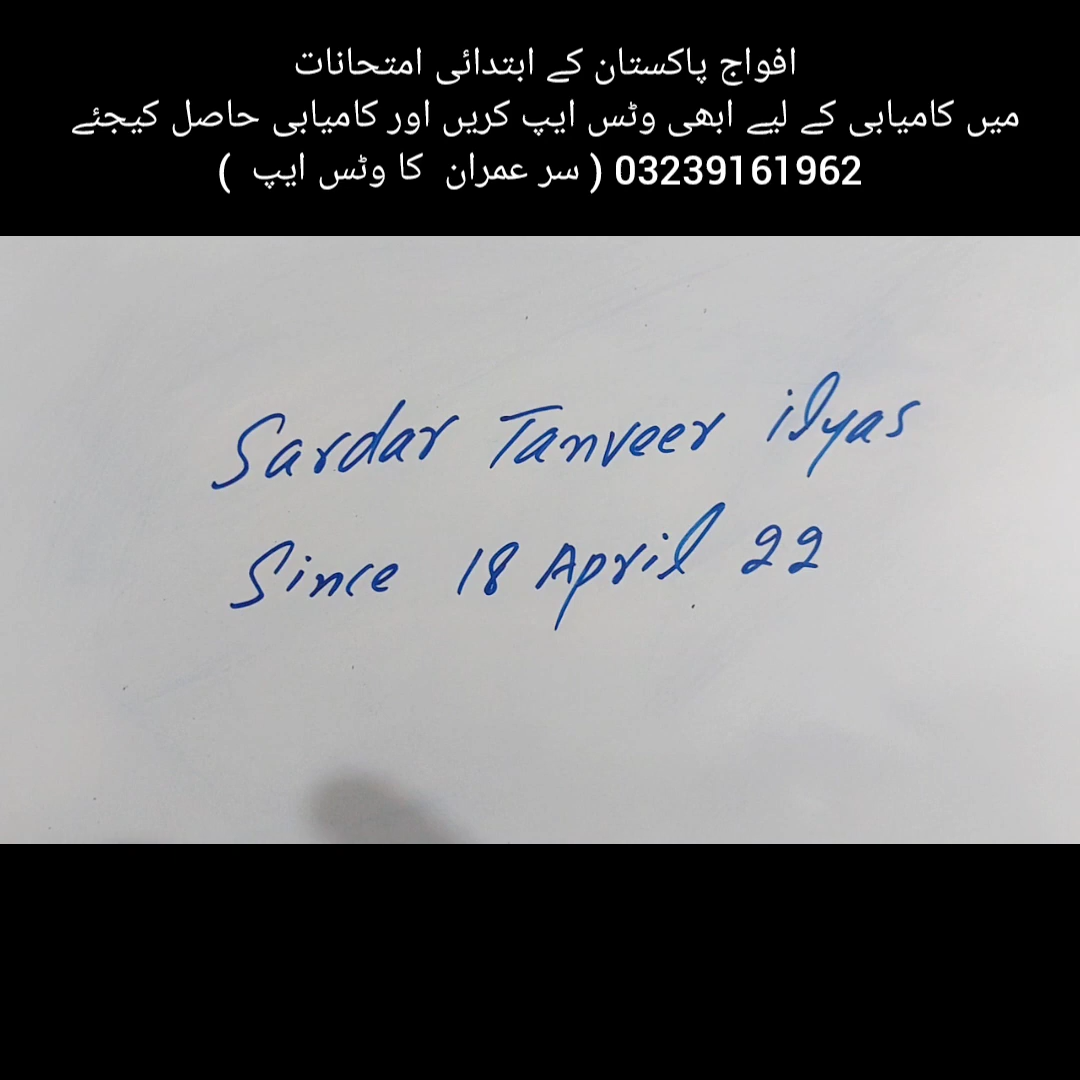 افواج پاکستان کے ابتدائی امتحانات
میں کامیابی کے لیے ابھی وٹس ایپ کریں اور کامیابی حاصل کیجئے
03239161962 ( سر عمران کا وٹس ایپ )
Sardar Tanveer ilyas
Since 18 April 22